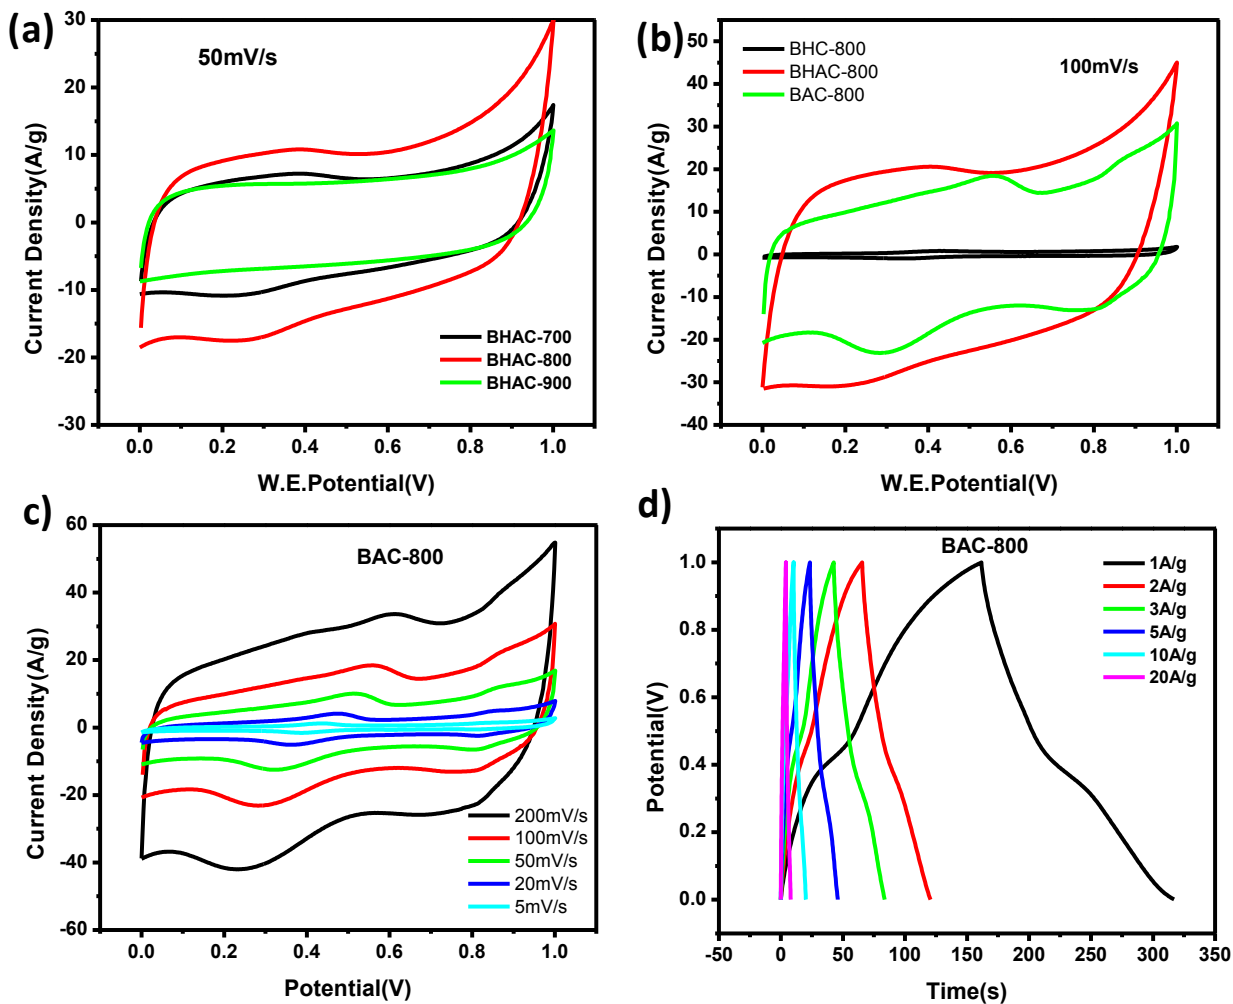 (a)
50mV/s
Current Density(A/g)
30
20
10
0
-10
-20
-30
BHAC-700
BHAC-800
BHAC-900
0.0 0.2 0.4 0.6 0.8 1.0
W.E.Potential(V)
(b)
BHC-800
BHAC-800
BAC-800
100mV/s
Current Density(A/g)
50
40
30
20
10
0
-10
-20
-30
-40
0.0 0.2 0.4 0.6 0.8 1.0
W.E.Potential(V)
c)
BAC-800
Current Density(A/g)
60
40
20
0
-20
-40
-60
200mV/s
100mV/s
50mV/s
20mV/s
5mV/s
0.0 0.2 0.4 0.6 0.8 1.0
Potential(V)
d)
BAC-800
1A/g
2A/g
3A/g
5A/g
10A/g
20A/g
Potential(V)
1.0
0.8
0.6
0.4
0.2
0.0
-50 0 50 100 150 200 250 300 350
Time(s)